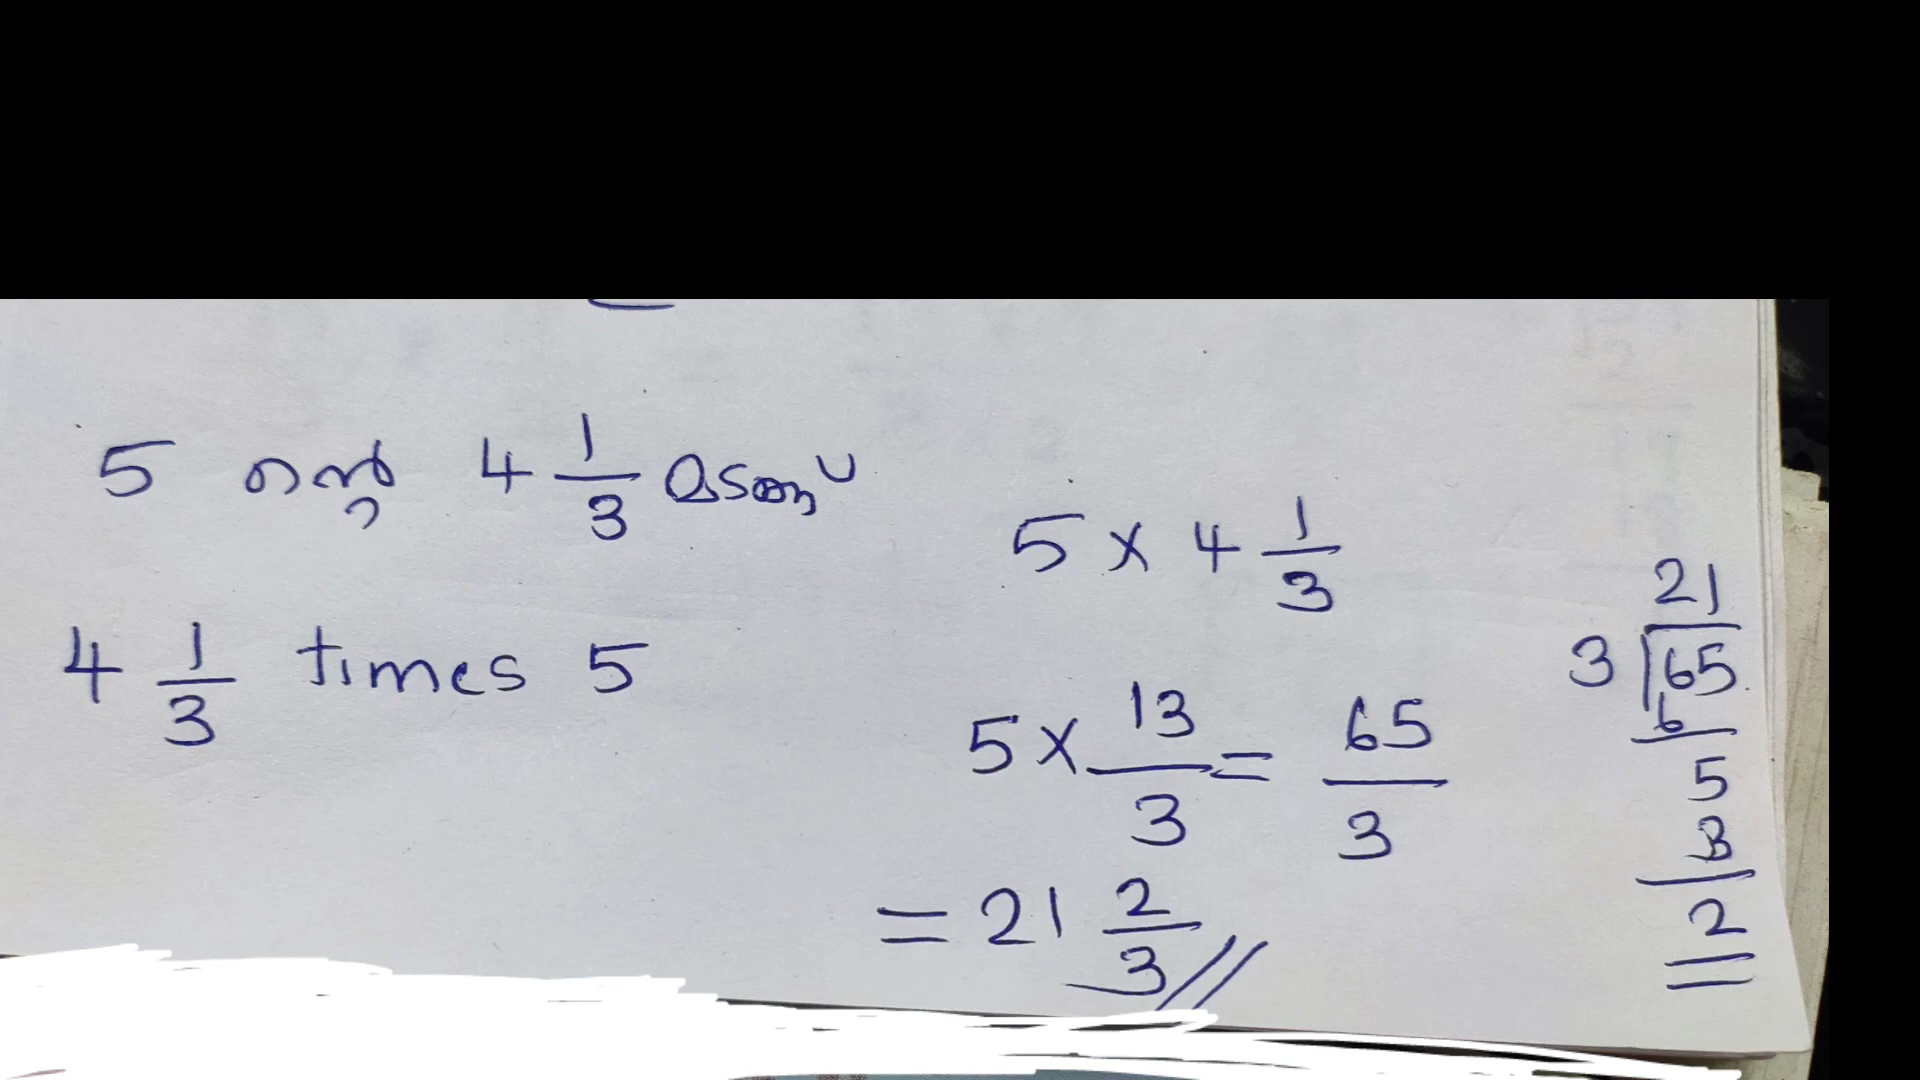 5 ന്റെ 4 1/3 മടങ്ങ്
4 1/3 times 5
5 × 4 1/3
5 × 13/3 = 65/3
= 21 2/3
21
3 65
6
5
3
2